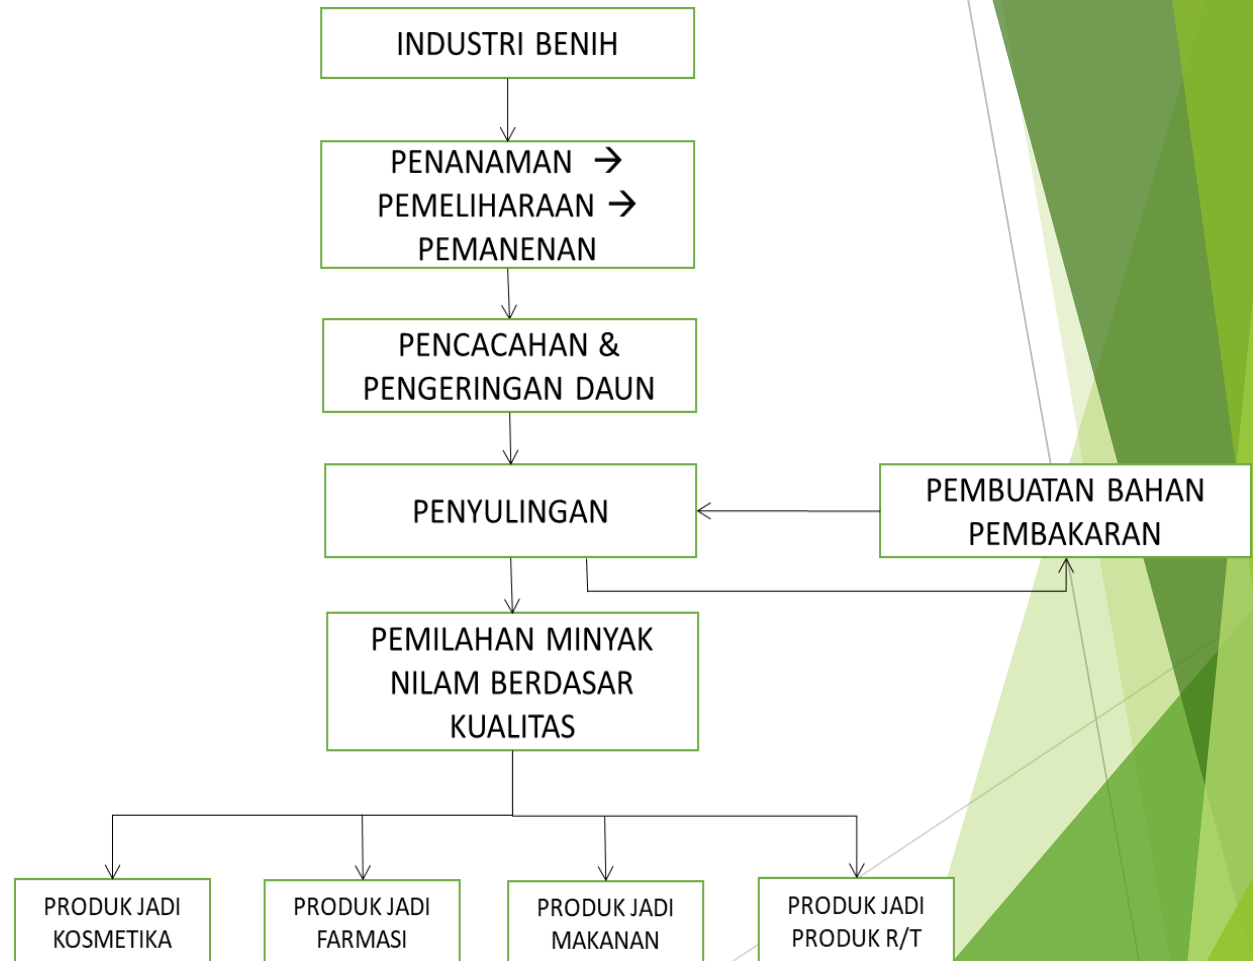 INDUSTRI BENIH
PENANAMAN →
PEMELIHARAAN →
PEMANENAN
PENCACAHAN &
PENGERINGAN DAUN
PENYULINGAN
PEMBUATAN BAHAN
PEMBAKARAN
PEMILAHAN MINYAK
NILAM BERDASAR
KUALITAS
PRODUK JADI
KOSMETIKA
PRODUK JADI
FARMASI
PRODUK JADI
MAKANAN
PRODUK JADI
PRODUK R/T